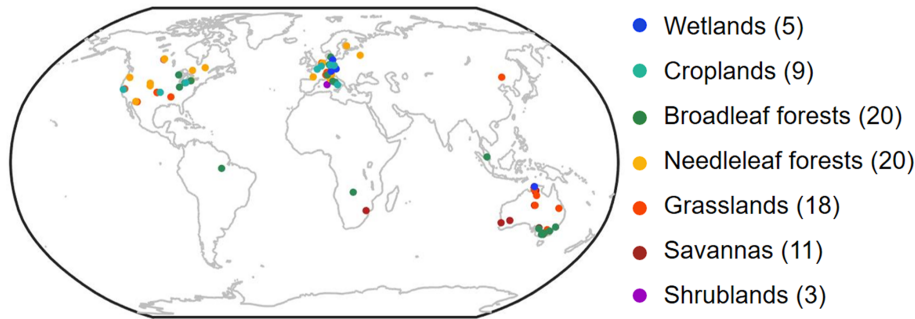 Wetlands (5)
Croplands (9)
Broadleaf forests (20)
Needleleaf forests (20)
Grasslands (18)
Savannas (11)
Shrublands (3)